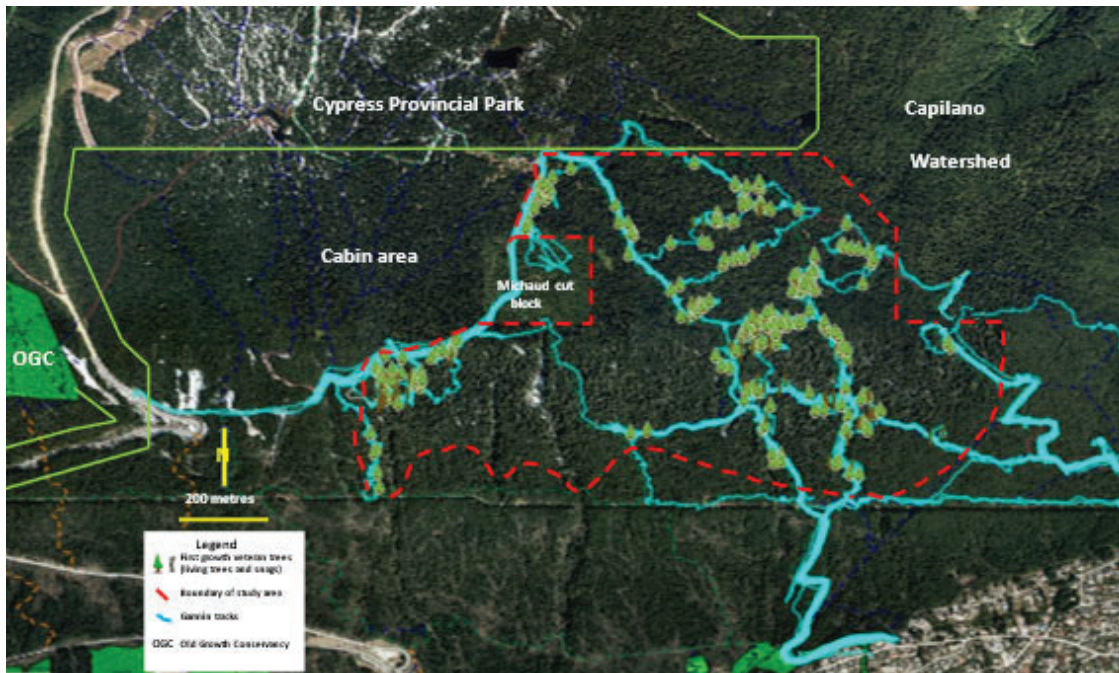 Cypress Provincial Park
Capilano
Watershed
Cabin area
Michaud cut
block
OGC
N
200 metres
Legend
First growth veteran trees
(living trees and snags)
Boundary of study area
Garmin tracks
OGC Old Growth Conservancy